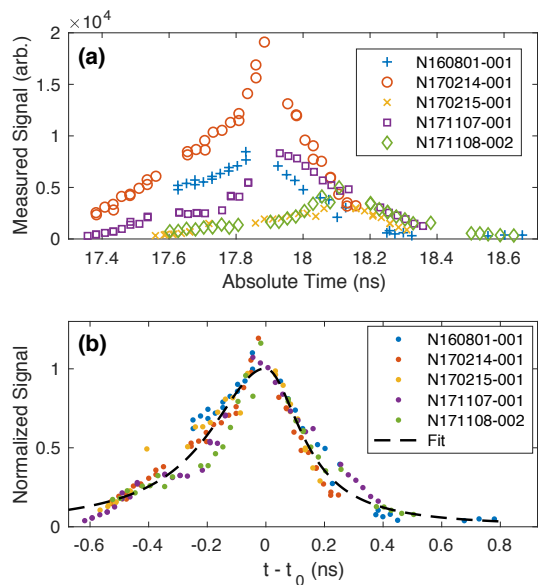 ×10⁴
2
(a)
N160801-001
N170214-001
N170215-001
N171107-001
N171108-002
1.5
1
0.5
0
Measured Signal (arb.)
17.4 17.6 17.8 18 18.2 18.4 18.6
Absolute Time (ns)
(b)
N160801-001
N170214-001
N170215-001
N171107-001
N171108-002
Fit
1
0.5
0
Normalized Signal
-0.6 -0.4 -0.2 0 0.2 0.4 0.6 0.8
t - t₀ (ns)